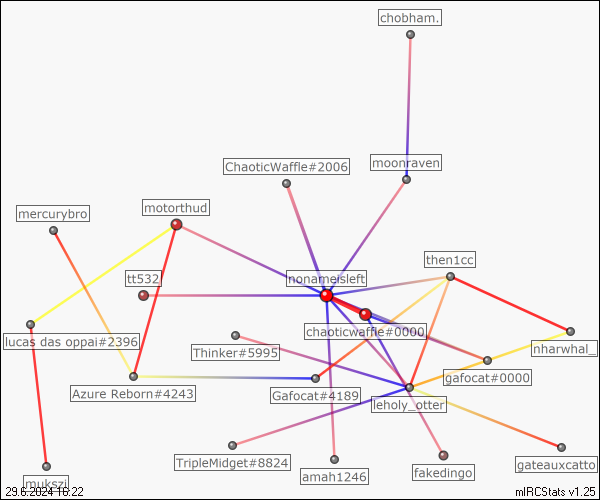 chobham.
ChaoticWaffle#2006
moonraven
mercurybro
motorthud
then1cc
tt532
nonameisleft
chaoticwaffle#0000
lucas das oppai#2396
Thinker#5995
nharwhal_
gafocat#0000
Azure Reborn#4243
Gafocat#4189
leholy_otter
TripleMidget#8824
gateauxcatto
fakedingo
amah1246
mukszi
29.6.2024 16:22
mIRCStats v1.25